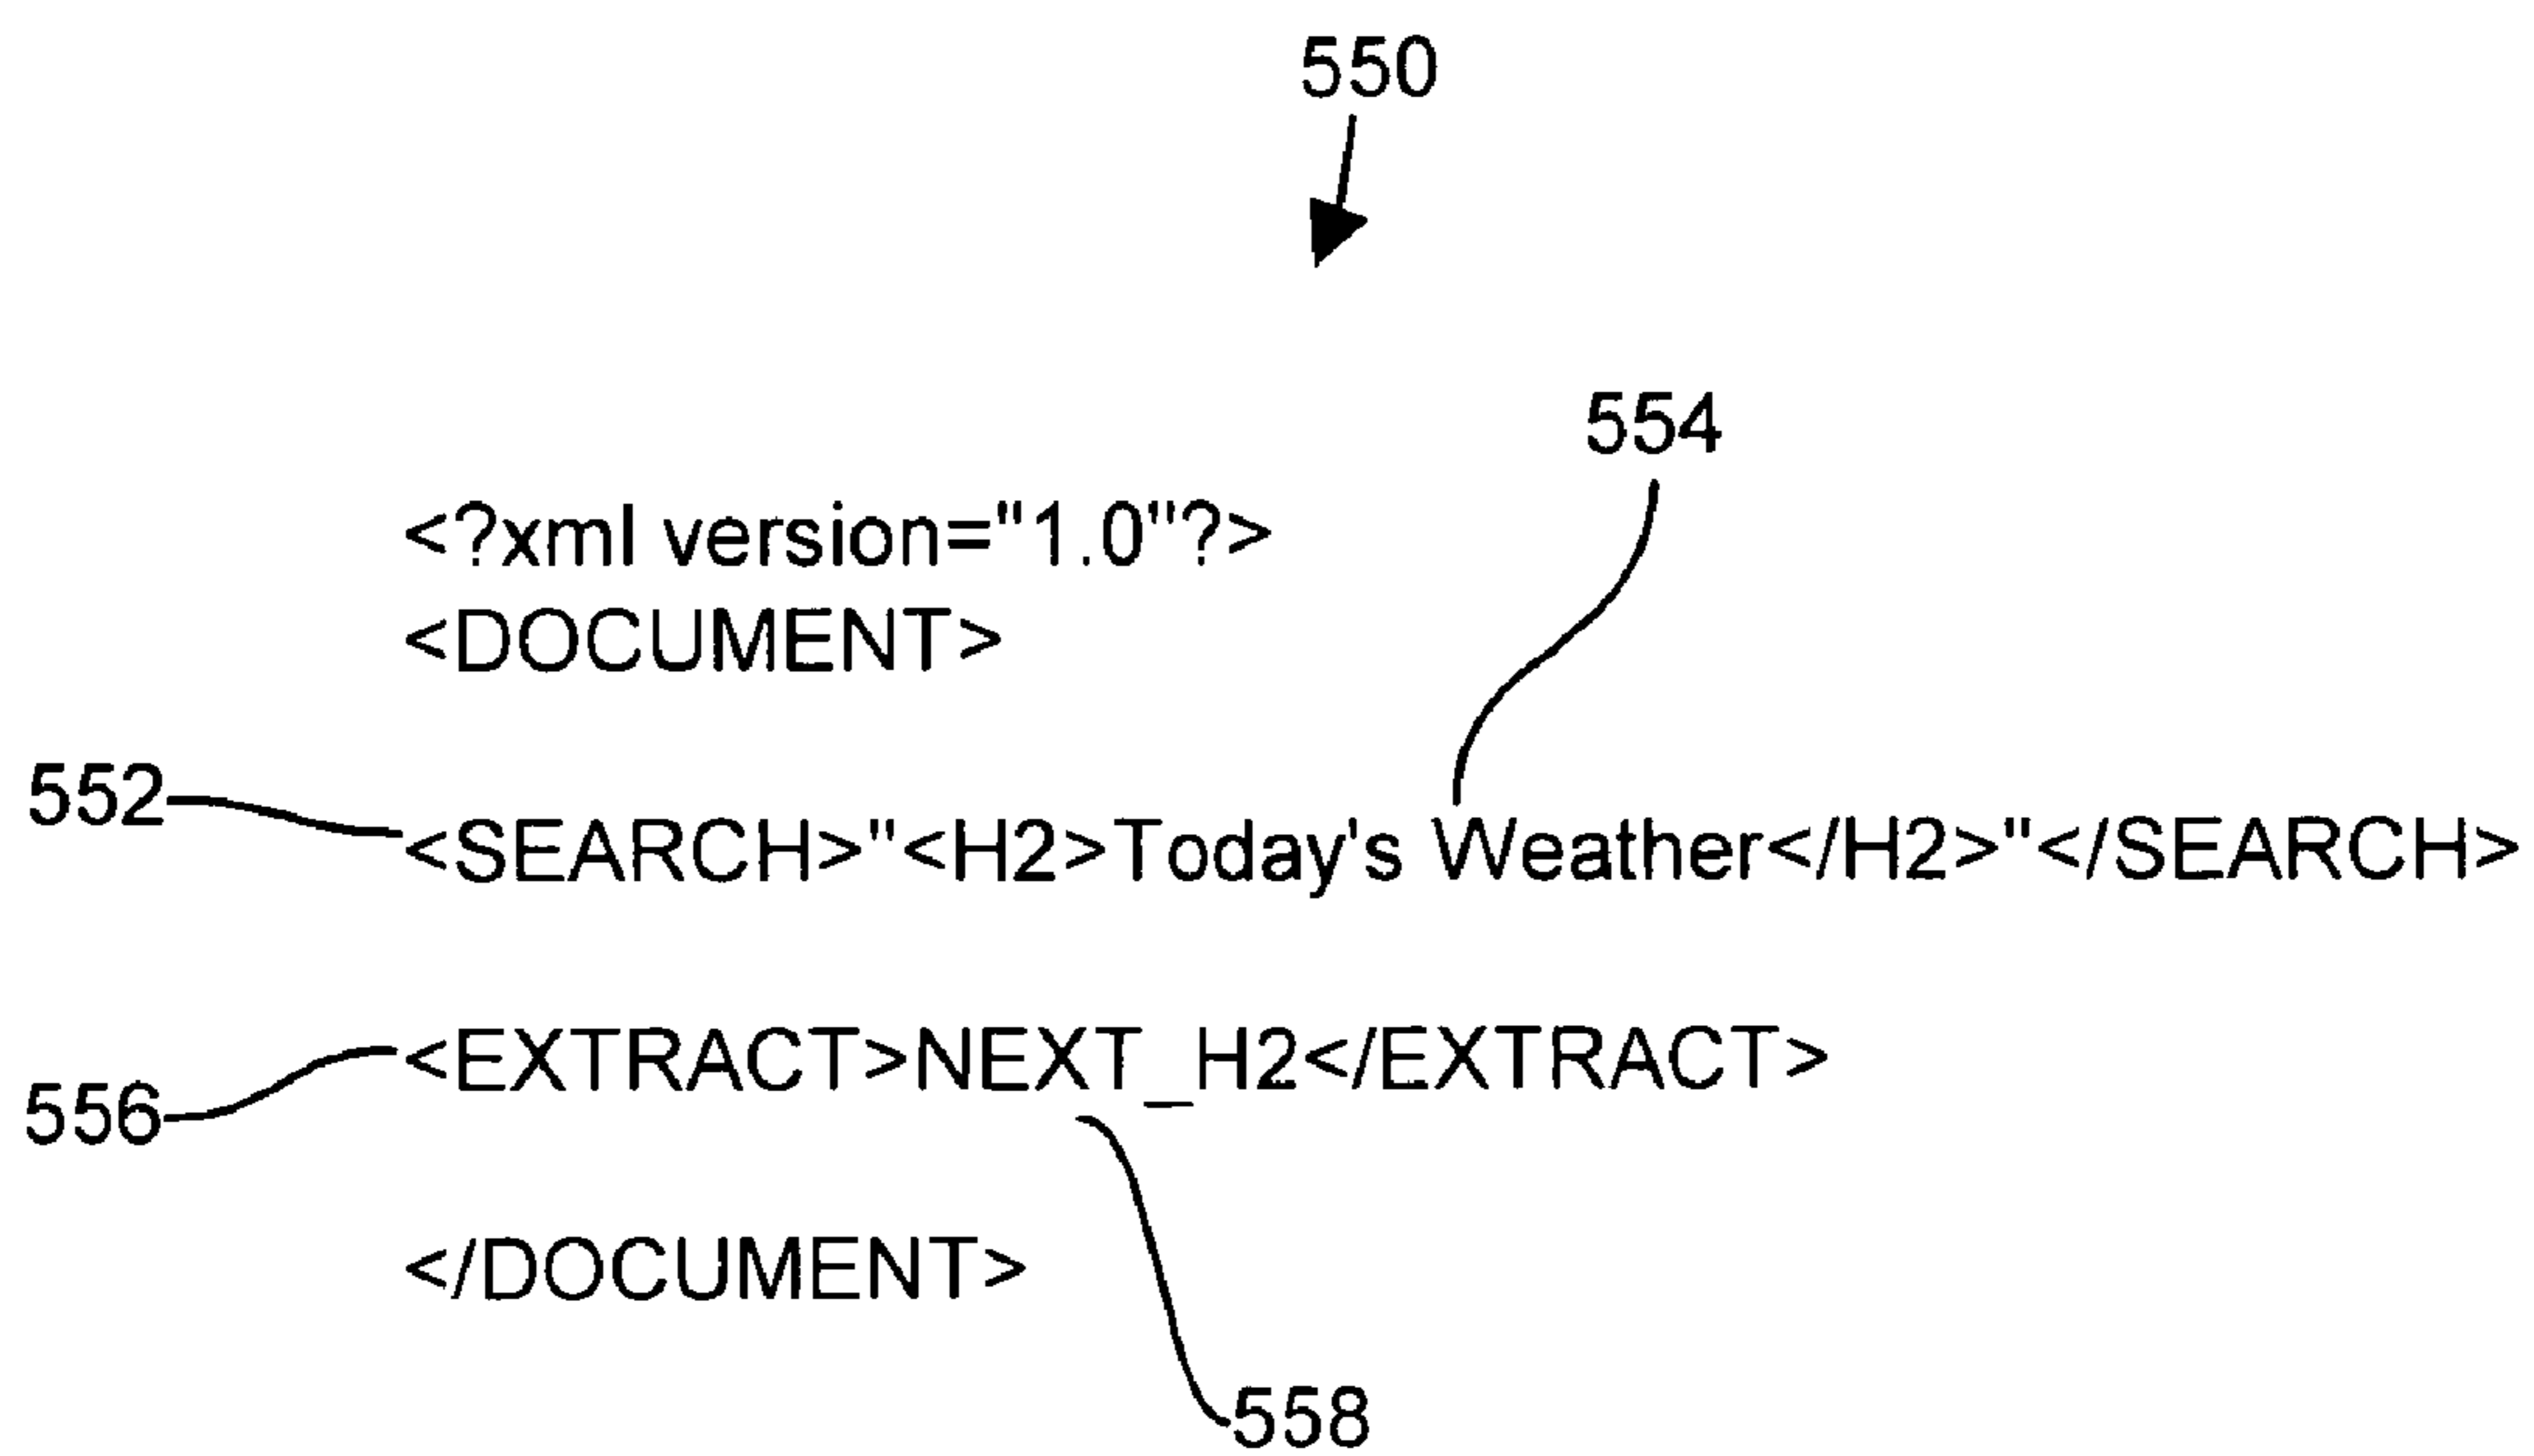 550
554
<?xml version="1.0"?>
<DOCUMENT>
552
<SEARCH>"<H2>Today's Weather</H2>"</SEARCH>
<EXTRACT>NEXT_H2</EXTRACT>
556
</DOCUMENT>
558